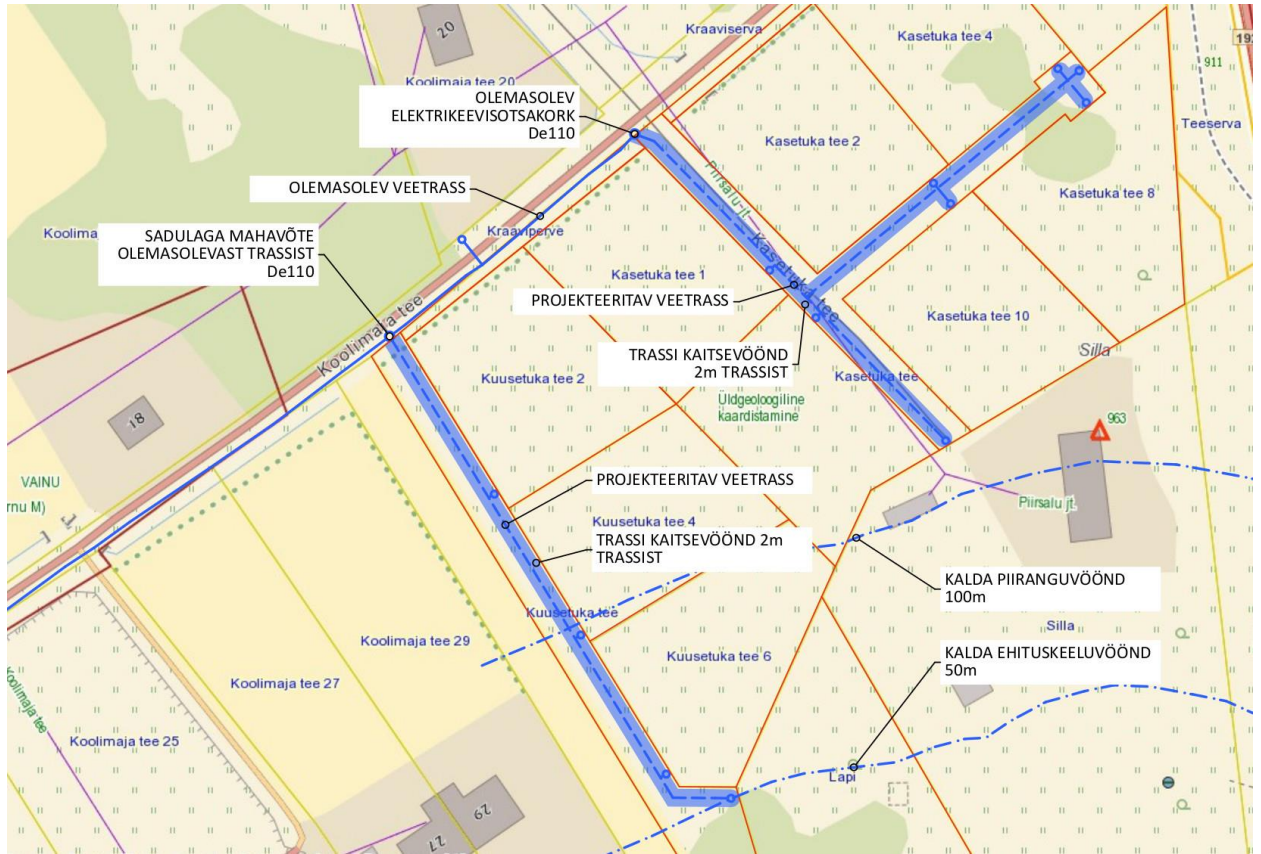 20
Kraaviserva
Kasetuka tee 4
192
911
Koolimaja tee 20
OLEMASOLEV
ELEKTRIKEEVISOTSAKORK
De110
Teeserva
Kasetuka tee 2
Piirsalu jt.
OLEMASOLEV VEETRASS
Kasetuka tee 8
Kraaviperve
SADULAGA MAHAVÕTE
OLEMASOLEVAST TRASSIST
De110
Kasetuka tee
Kasetuka tee 1
PROJEKTEERITAV VEETRASS
Koolimaja tee
Kasetuka tee 10
TRASSI KAITSEVÖÖND
2m TRASSIST
Silla
Kuusetuka tee 2
Kasetuka tee
Üldgeoloogiline
kaardistamine
18
963
VAINU
rnu M)
PROJEKTEERITAV VEETRASS
Piirsalu jt.
Kuusetuka tee 4
TRASSI KAITSEVÖÖND 2m
TRASSIST
KALDA PIIRANGUVÖÖND
100m
Kuusetuka tee
Silla
Koolimaja tee 29
Kuusetuka tee 6
KALDA EHITUSKEELUVÖÖND
50m
Koolimaja tee 27
Koolimaja tee
Koolimaja tee 25
Lapi
29
27